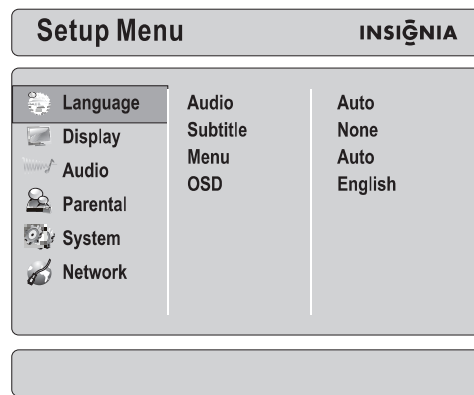 Setup Menu
INSIGNIA
Language
Display
Audio
Parental
System
Network
Audio
Subtitle
Menu
OSD
Auto
None
Auto
English